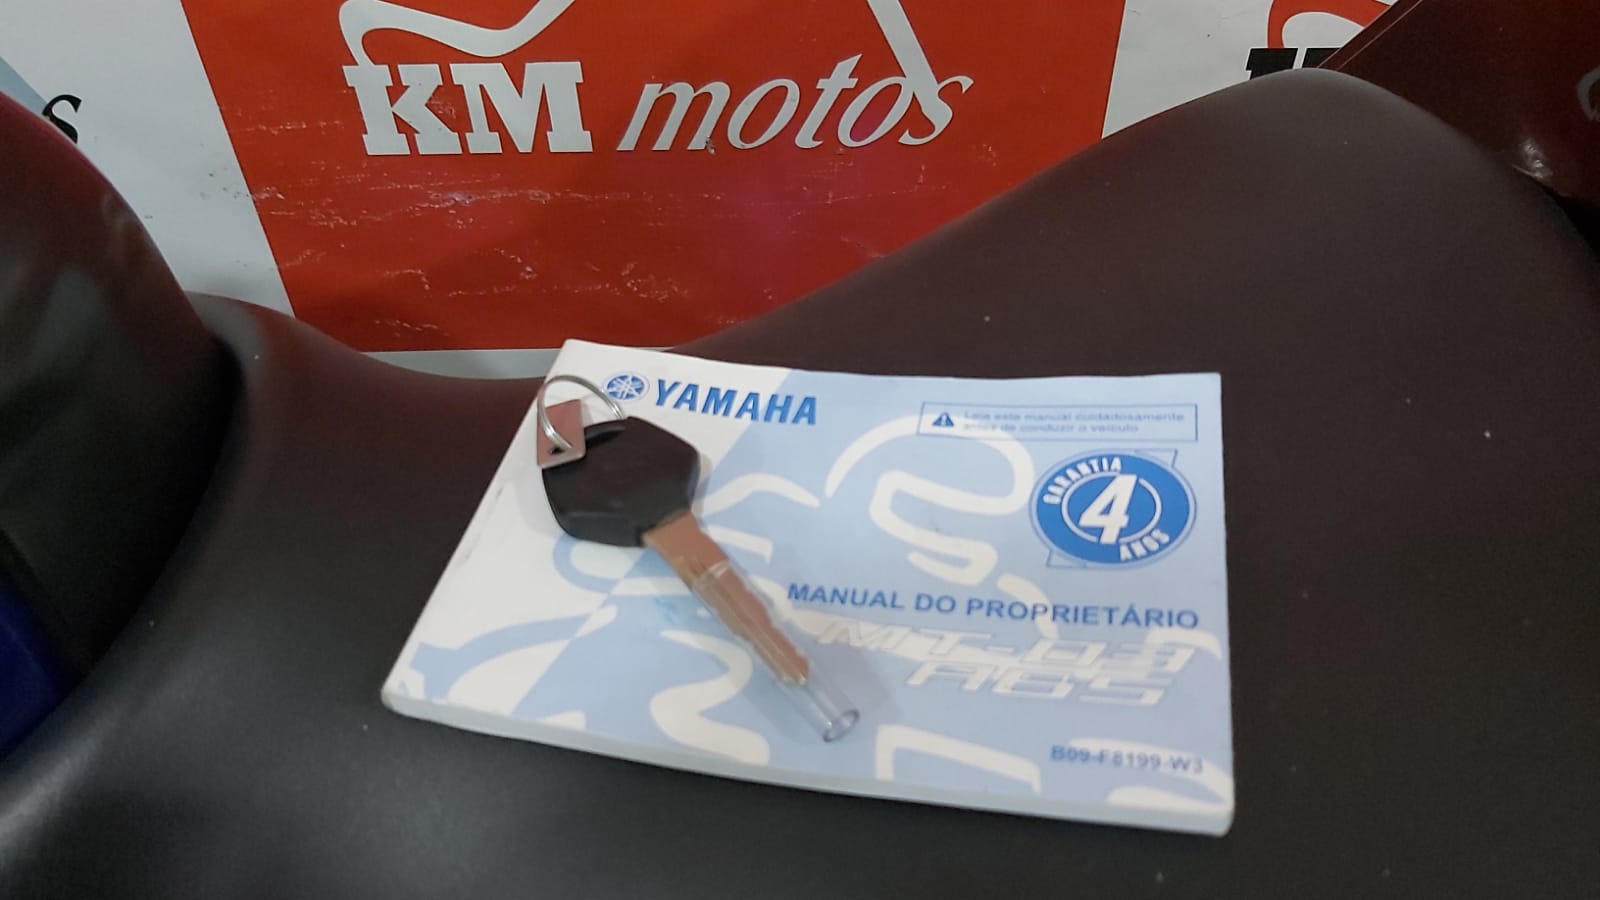 KM motos
s
YAMAHA
Leia este manual cuidadosamente
antes de conduzir o veículo
GARANTIA
4
ANOS
MANUAL DO PROPRIETÁRIO
MT-03
ABS
B09-F8199-W3